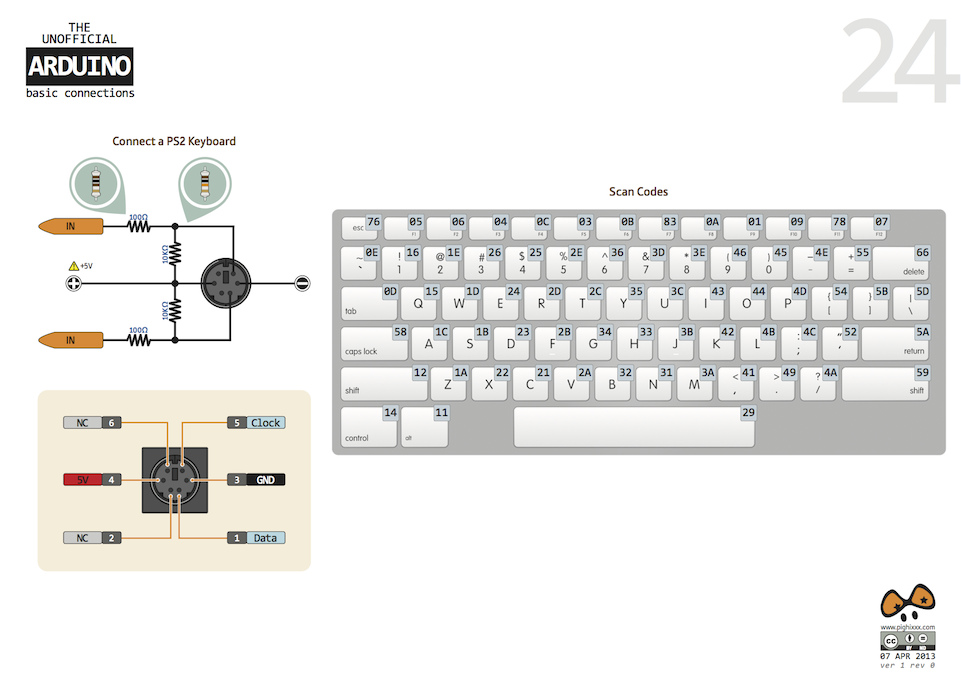 THE
UNOFFICIAL
ARDUINO
basic connections
24
Connect a PS2 Keyboard
100Ω
IN
10KΩ
+5V
10KΩ
100Ω
IN
NC 6
5 Clock
5V 4
3 GND
NC 2
1 Data
Scan Codes
esc 76 05 06 04 0C 03 0B 83 0A 01 09 78 07
F1 F2 F3 F4 F5 F6 F7 F8 F9 F10 F11 F12
0E 16 1E 26 25 2E 36 3D 3E 46 45 4E 55 66
~ ! @ # $ % ^ & * ( ) – +
` 1 2 3 4 5 6 7 8 9 0 - = delete
0D 15 1D 24 2D 2C 35 3C 43 44 4D 54 5B 5D
tab Q W E R T Y U I O P { [ } ] | \
58 1C 1B 23 2B 34 33 3B 42 4B 4C 52 5A
caps lock A S D F G H J K L : ; " ' return
12 1A 22 21 2A 32 31 3A 41 49 4A 59
shift Z X C V B N M < , > . ? / shift
14 11 29
control alt
www.pighixxx.com
cc BY ND
07 APR 2013
ver 1 rev 0